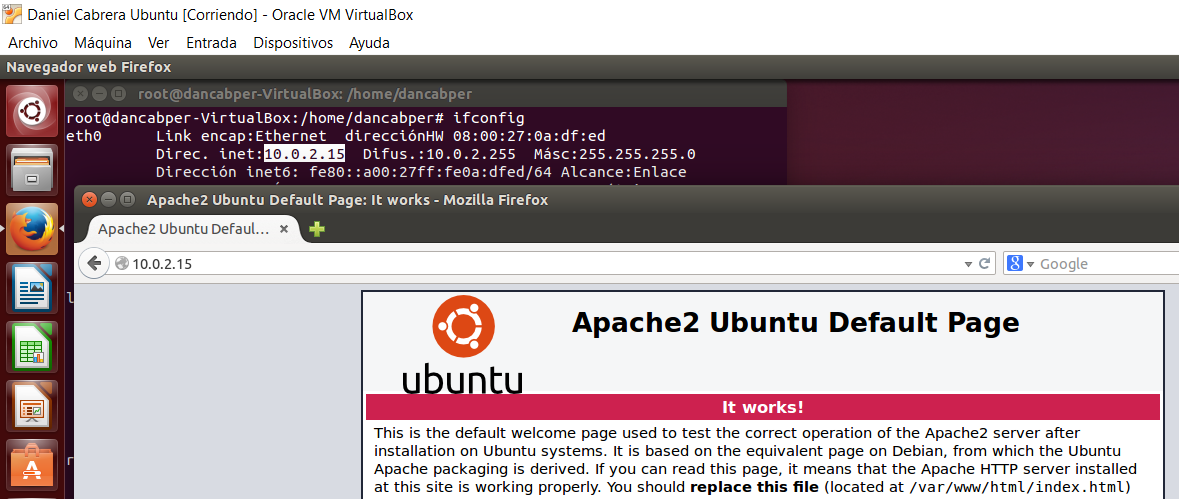 Daniel Cabrera Ubuntu [Corriendo] - Oracle VM VirtualBox
Archivo Máquina Ver Entrada Dispositivos Ayuda
Navegador web Firefox
root@dancabper-VirtualBox: /home/dancabper
root@dancabper-VirtualBox:/home/dancabper# ifconfig
eth0 Link encap:Ethernet direcciónHW 08:00:27:0a:df:ed
Direc. inet:10.0.2.15 Difus.:10.0.2.255 Másc:255.255.255.0
Dirección inet6: fe80::a00:27ff:fe0a:dfed/64 Alcance:Enlace
Apache2 Ubuntu Default Page: It works - Mozilla Firefox
Apache2 Ubuntu Defaul...
10.0.2.15
Google
ubuntu
Apache2 Ubuntu Default Page
It works!
This is the default welcome page used to test the correct operation of the Apache2 server after
installation on Ubuntu systems. It is based on the equivalent page on Debian, from which the Ubuntu
Apache packaging is derived. If you can read this page, it means that the Apache HTTP server installed
at this site is working properly. You should replace this file (located at /var/www/html/index.html)